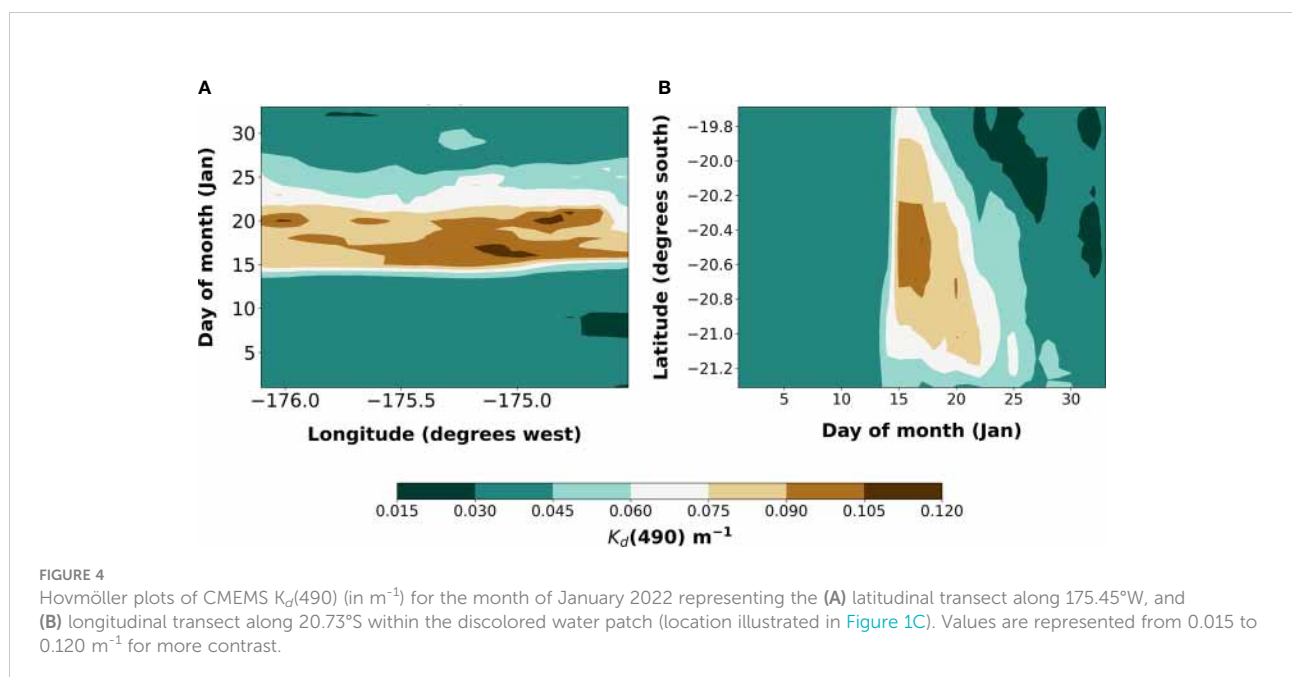 A
B
Day of month (Jan)
30
25
20
15
10
5
−176.0 −175.5 −175.0
Longitude (degrees west)
Latitude (degrees south)
−19.8
−20.0
−20.2
−20.4
−20.6
−20.8
−21.0
−21.2
5 10 15 20 25 30
Day of month (Jan)
0.015 0.030 0.045 0.060 0.075 0.090 0.105 0.120
K_d(490) m⁻¹
FIGURE 4
Hovmöller plots of CMEMS K_d(490) (in m⁻¹) for the month of January 2022 representing the (A) latitudinal transect along 175.45°W, and
(B) longitudinal transect along 20.73°S within the discolored water patch (location illustrated in Figure 1C). Values are represented from 0.015 to
0.120 m⁻¹ for more contrast.